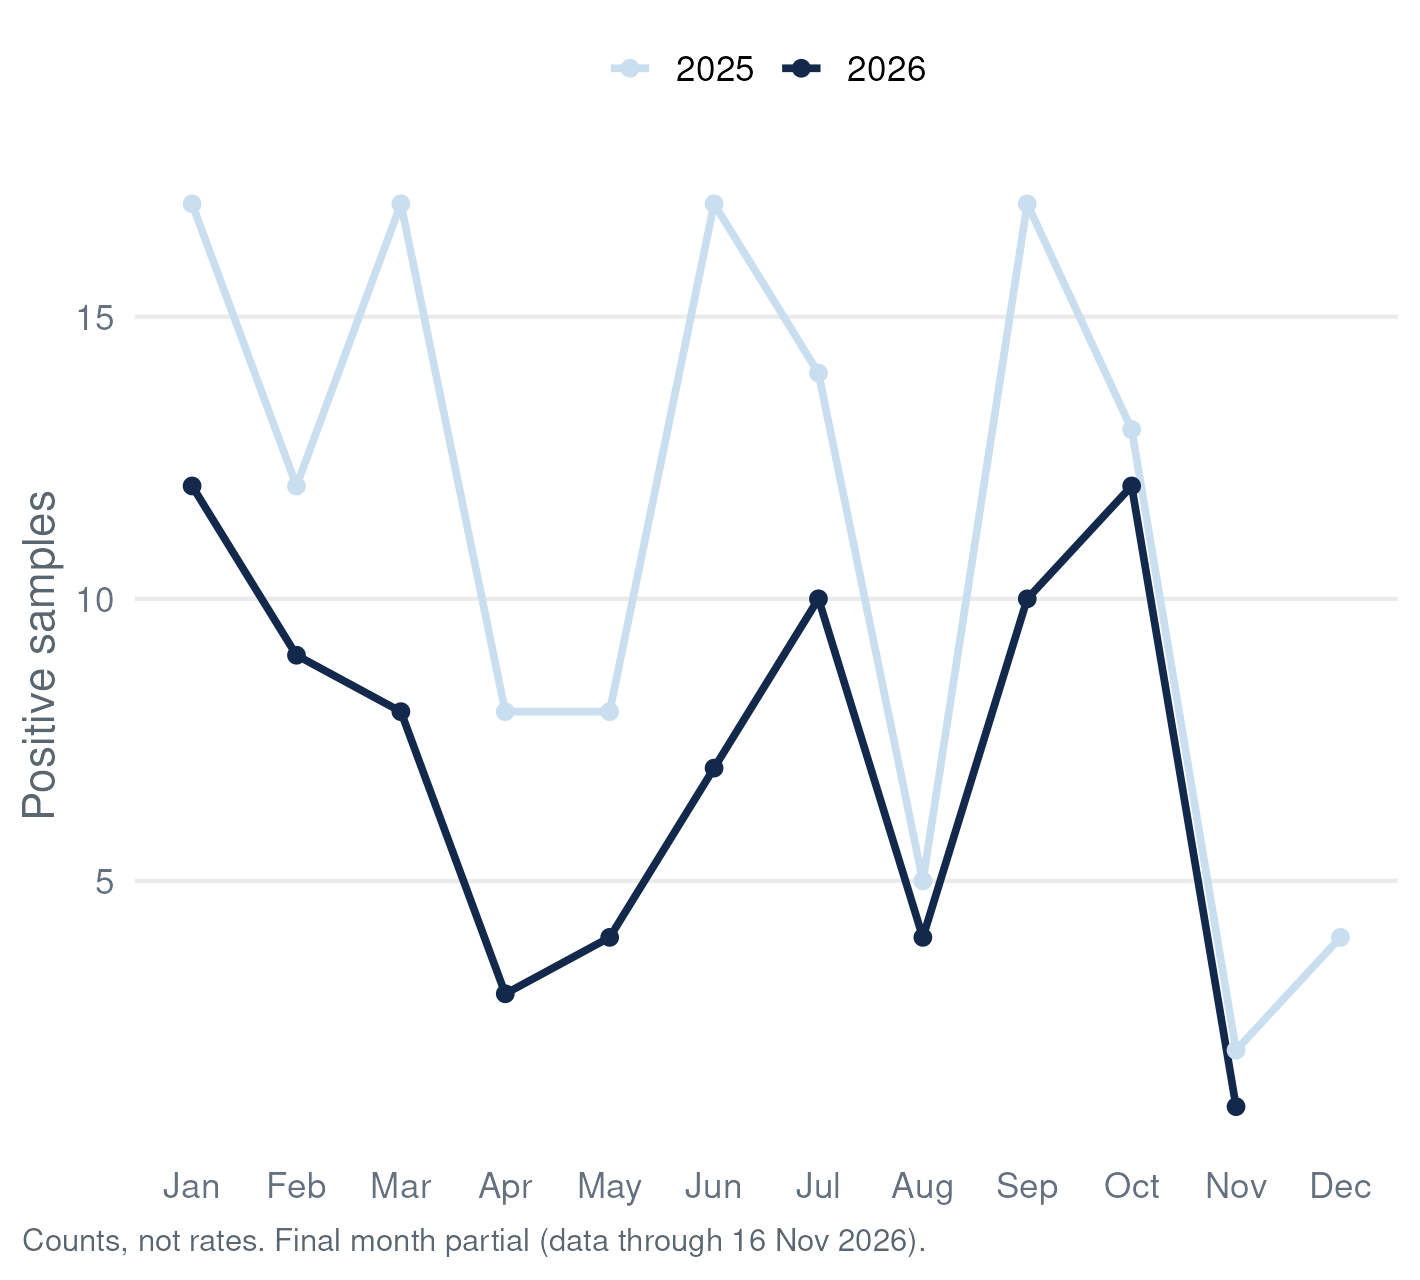 2025 2026
15
10
5
Positive samples
Jan Feb Mar Apr May Jun Jul Aug Sep Oct Nov Dec
Counts, not rates. Final month partial (data through 16 Nov 2026).